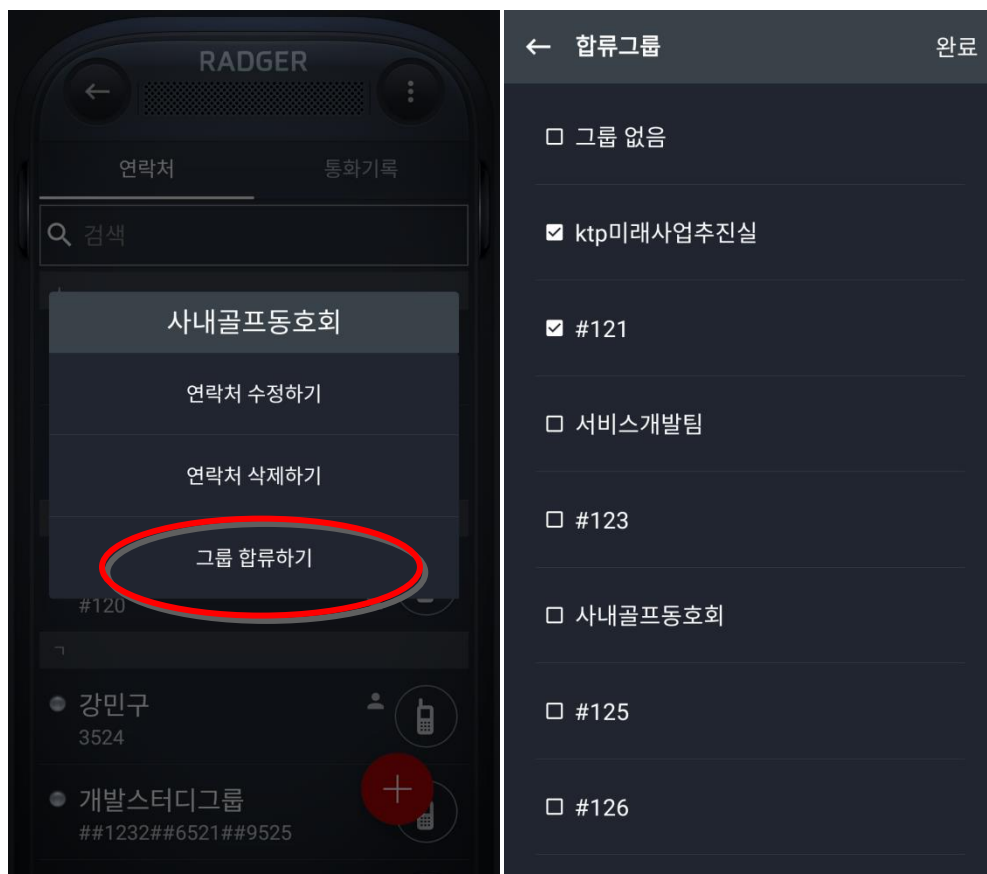 RADGER
연락처
통화기록
검색
사내골프동호회
연락처 수정하기
연락처 삭제하기
그룹 합류하기
#120
ㄱ
강민구
3524
개발스터디그룹
##1232##6521##9525
합류그룹
완료
그룹 없음
ktp미래사업추진실
#121
서비스개발팀
#123
사내골프동호회
#125
#126